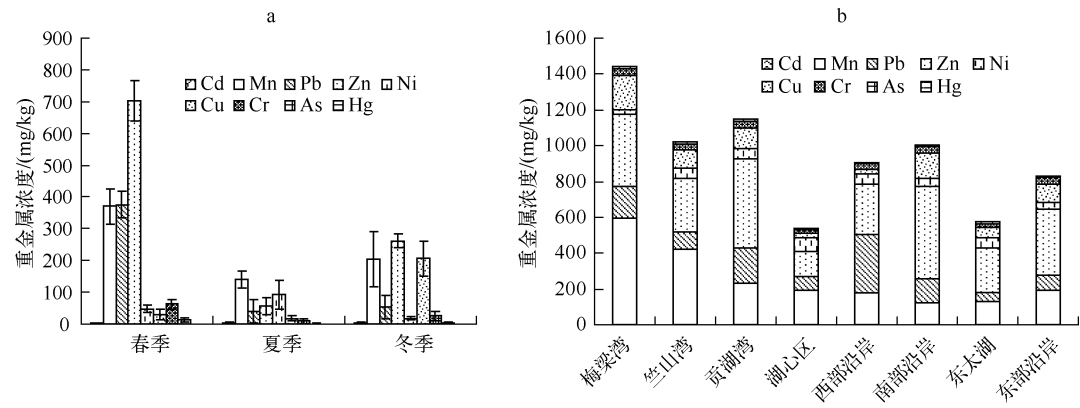 a
重金属浓度/(mg/kg)
900
800
700
600
500
400
300
200
100
0
Cd Mn Pb Zn Ni
Cu Cr As Hg
春季 夏季 冬季
b
重金属浓度/(mg/kg)
1600
1400
1200
1000
800
600
400
200
0
Cd Mn Pb Zn Ni
Cu Cr As Hg
梅梁湾
竺山湾
贡湖湾
湖心区
西部沿岸
南部沿岸
东太湖
东部沿岸